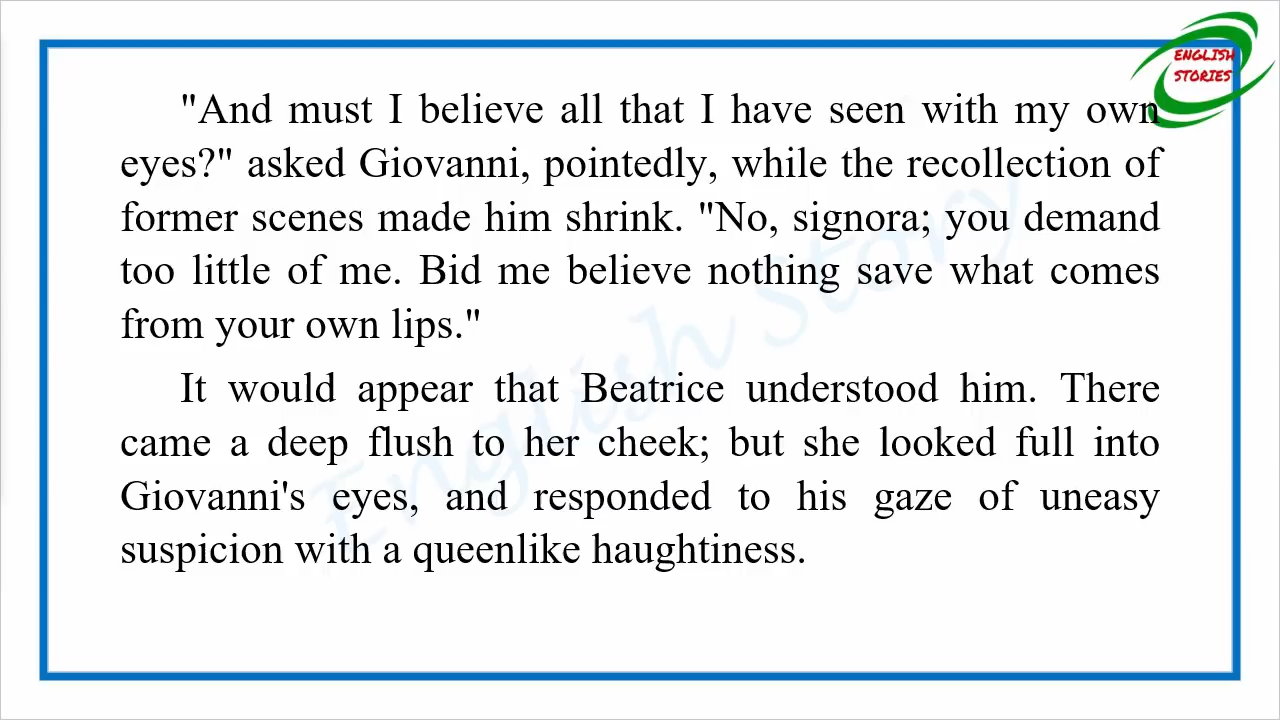 ENGLISH
STORIES
"And must I believe all that I have seen with my own
eyes?" asked Giovanni, pointedly, while the recollection of
former scenes made him shrink. "No, signora; you demand
too little of me. Bid me believe nothing save what comes
from your own lips."
It would appear that Beatrice understood him. There
came a deep flush to her cheek; but she looked full into
Giovanni's eyes, and responded to his gaze of uneasy
suspicion with a queenlike haughtiness.
English Story